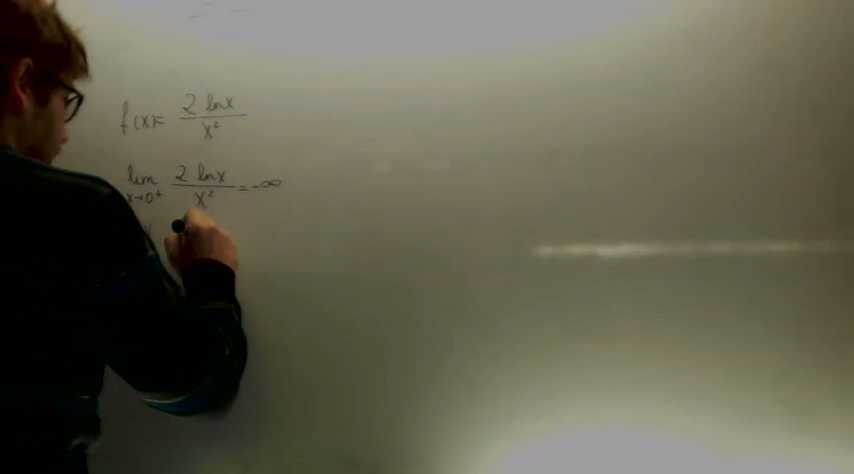 f(x)= 2 ln x / x²
lim x→0⁺ 2 ln x / x² = -∞